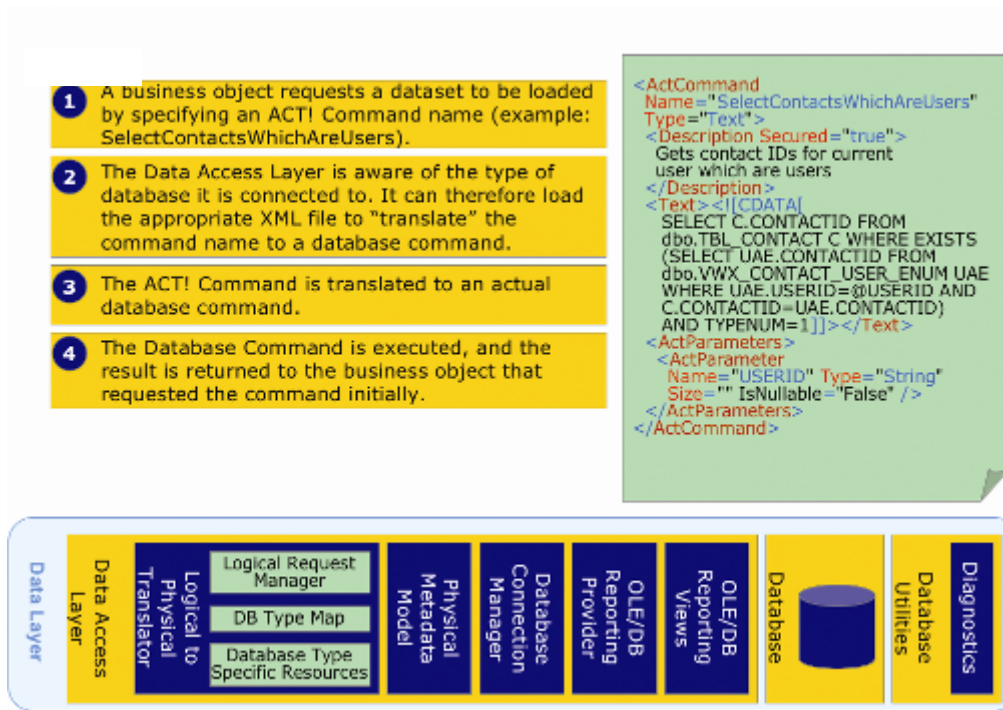 1
A business object requests a dataset to be loaded
by specifying an ACT! Command name (example:
SelectContactsWhichAreUsers).
2
The Data Access Layer is aware of the type of
database it is connected to. It can therefore load
the appropriate XML file to “translate” the
command name to a database command.
3
The ACT! Command is translated to an actual
database command.
4
The Database Command is executed, and the
result is returned to the business object that
requested the command initially.
<ActCommand
Name="SelectContactsWhichAreUsers"
Type="Text">
<Description Secured="true">
Gets contact IDs for current
user which are users
</Description>
<Text><![CDATA[
SELECT C.CONTACTID FROM
dbo.TBL_CONTACT C WHERE EXISTS
(SELECT UAE.CONTACTID FROM
dbo.VWX_CONTACT_USER_ENUM UAE
WHERE UAE.USERID=@USERID AND
C.CONTACTID=UAE.CONTACTID)
AND TYPENUM=1]]></Text>
<ActParameters>
<ActParameter
Name="USERID" Type="String"
Size="" IsNullable="False" />
</ActParameters>
</ActCommand>
Data Layer
Data Access
Layer
Logical to
Physical
Translator
Logical Request
Manager
DB Type Map
Database Type
Specific Resources
Physical
Metadata
Model
Database
Connection
Manager
OLE/DB
Reporting
Provider
OLE/DB
Reporting
Views
Database
Database
Utilities
Diagnostics